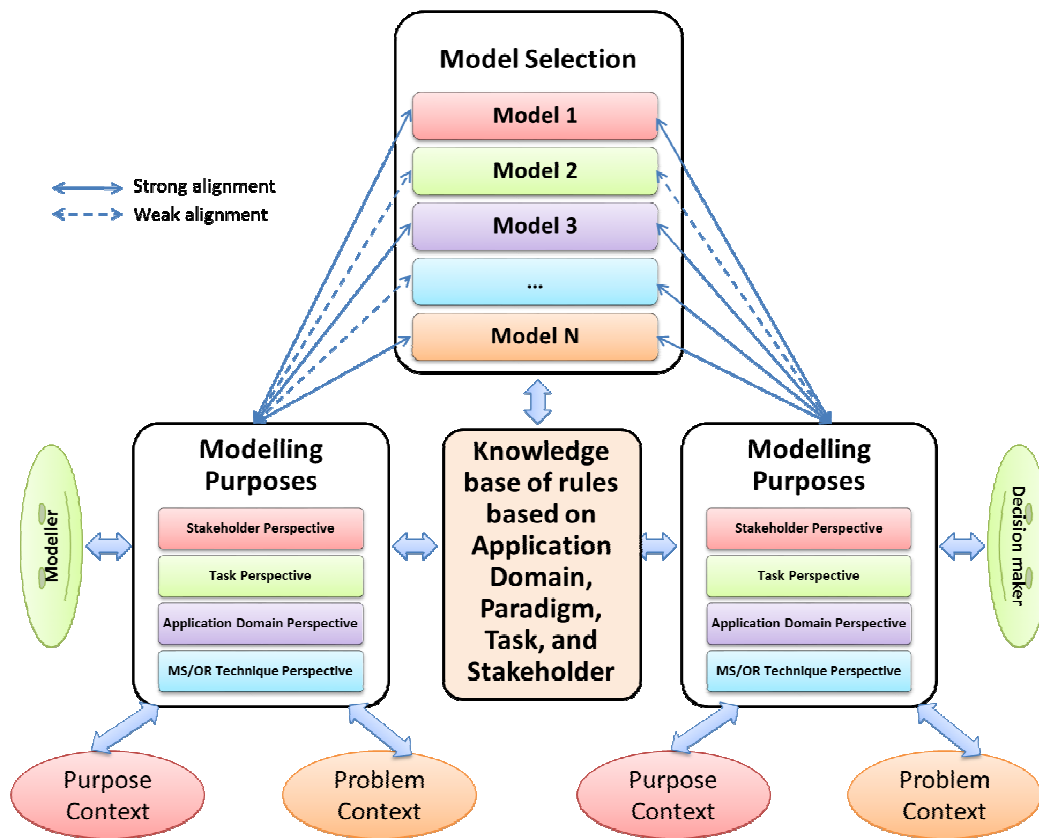 Model Selection
Model 1
Model 2
Model 3
...
Model N
Strong alignment
Weak alignment
Modeller
Modelling
Purposes
Stakeholder Perspective
Task Perspective
Application Domain Perspective
MS/OR Technique Perspective
Knowledge
base of rules
based on
Application
Domain,
Paradigm,
Task, and
Stakeholder
Modelling
Purposes
Stakeholder Perspective
Task Perspective
Application Domain Perspective
MS/OR Technique Perspective
Decision maker
Purpose
Context
Problem
Context
Purpose
Context
Problem
Context